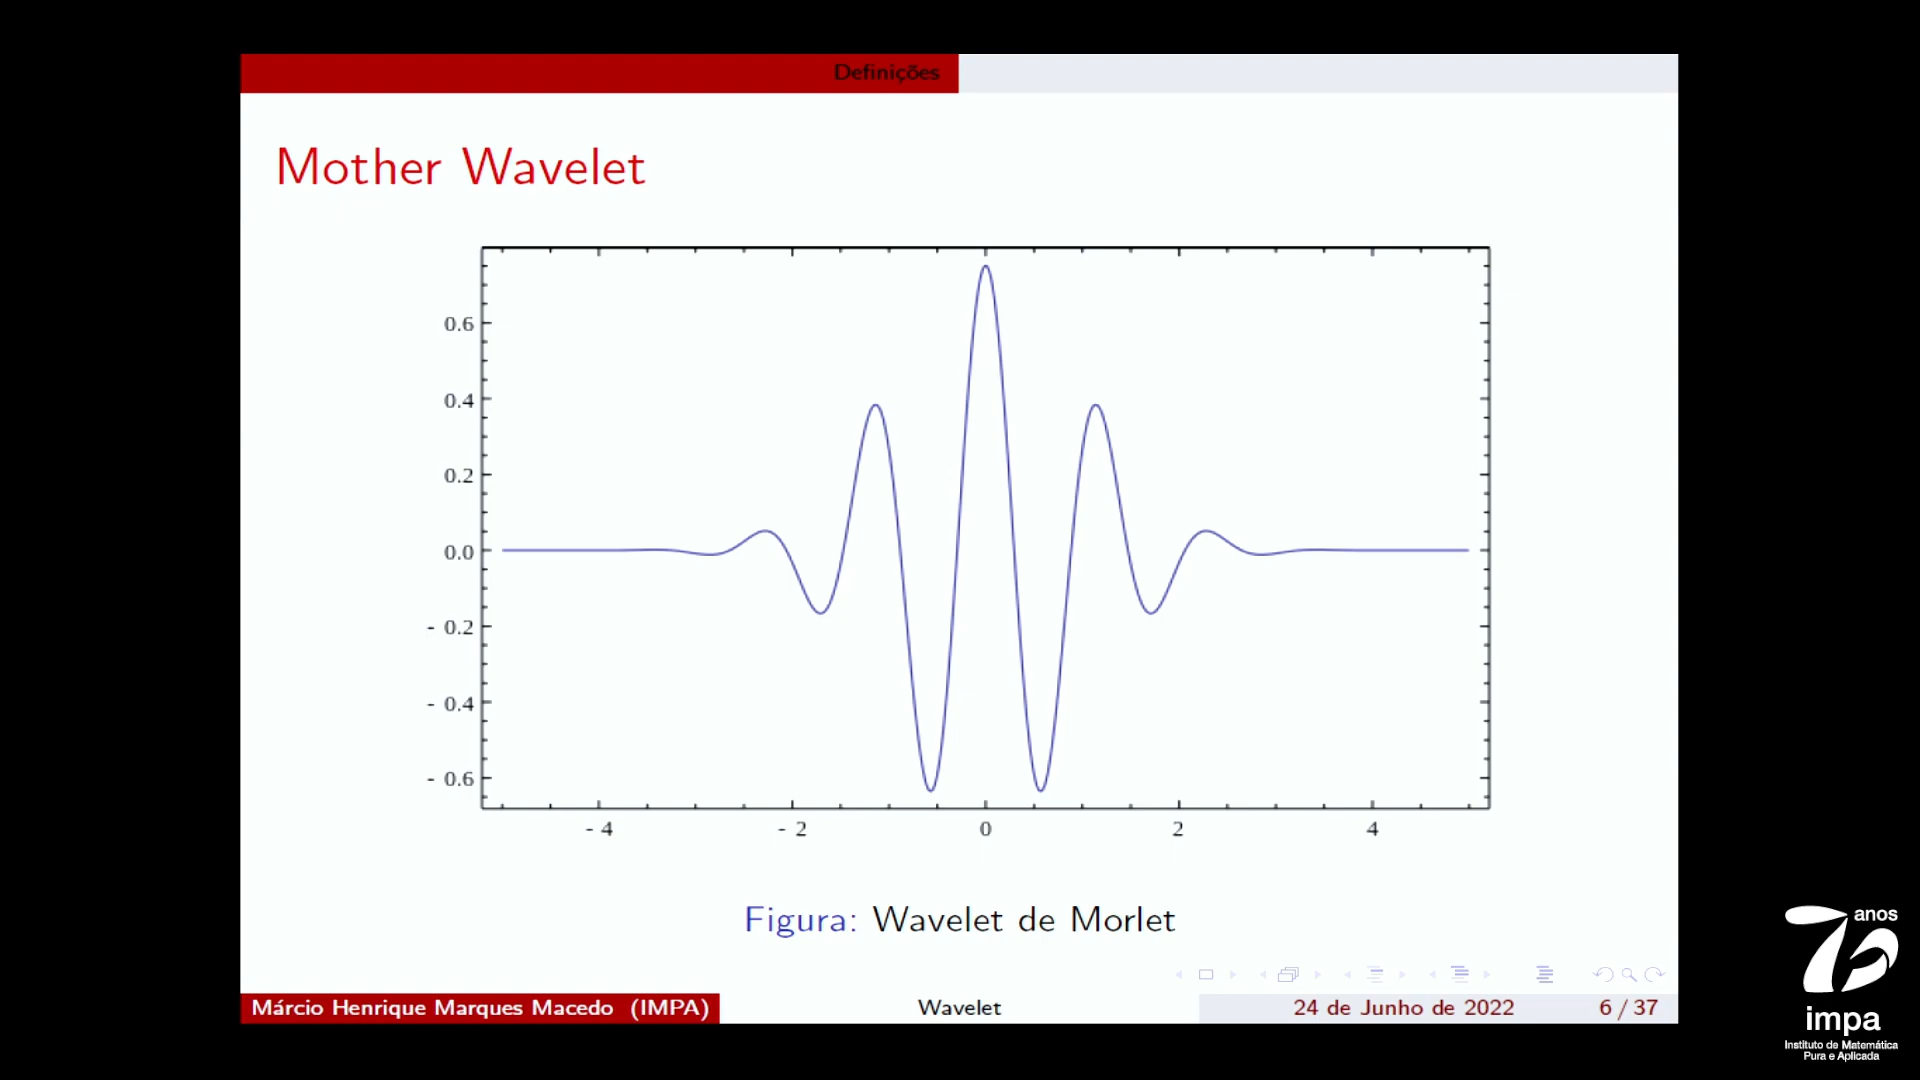 Definições
Mother Wavelet
0.6
0.4
0.2
0.0
- 0.2
- 0.4
- 0.6
- 4 - 2 0 2 4
Figura: Wavelet de Morlet
Márcio Henrique Marques Macedo (IMPA) Wavelet 24 de Junho de 2022 6 / 37
anos
70
impa
Instituto de Matemática
Pura e Aplicada